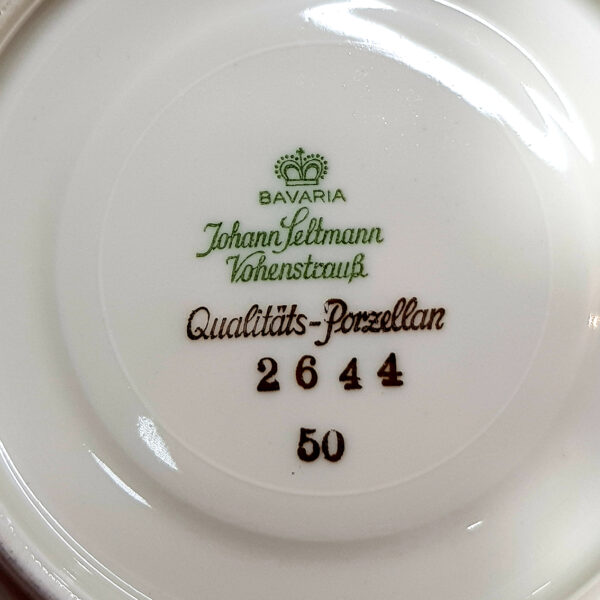 BAVARIA
Johann Seltmann
Vohenstrauß
Qualitäts-Porzellan
2644
50